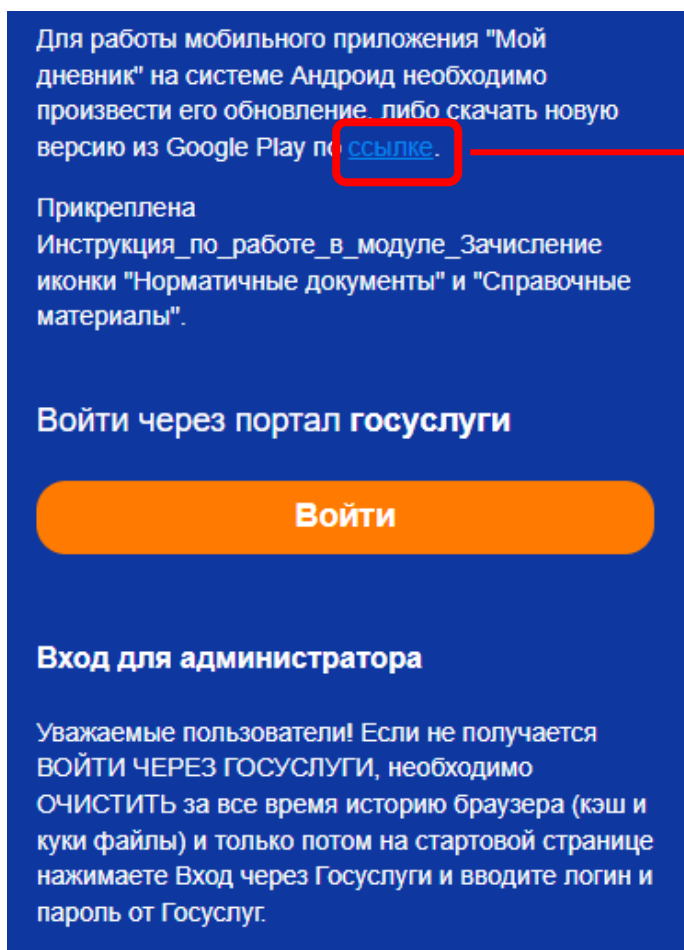 Для работы мобильного приложения "Мой
дневник" на системе Андроид необходимо
произвести его обновление, либо скачать новую
версию из Google Play по ссылке.
Прикреплена
Инструкция_по_работе_в_модуле_Зачисление
иконки "Норматичные документы" и "Справочные
материалы".
Войти через портал госуслуги
Войти
Вход для администратора
Уважаемые пользователи! Если не получается
ВОЙТИ ЧЕРЕЗ ГОСУСЛУГИ, необходимо
ОЧИСТИТЬ за все время историю браузера (кэш и
куки файлы) и только потом на стартовой странице
нажимаете Вход через Госуслуги и вводите логин и
пароль от Госуслуг.